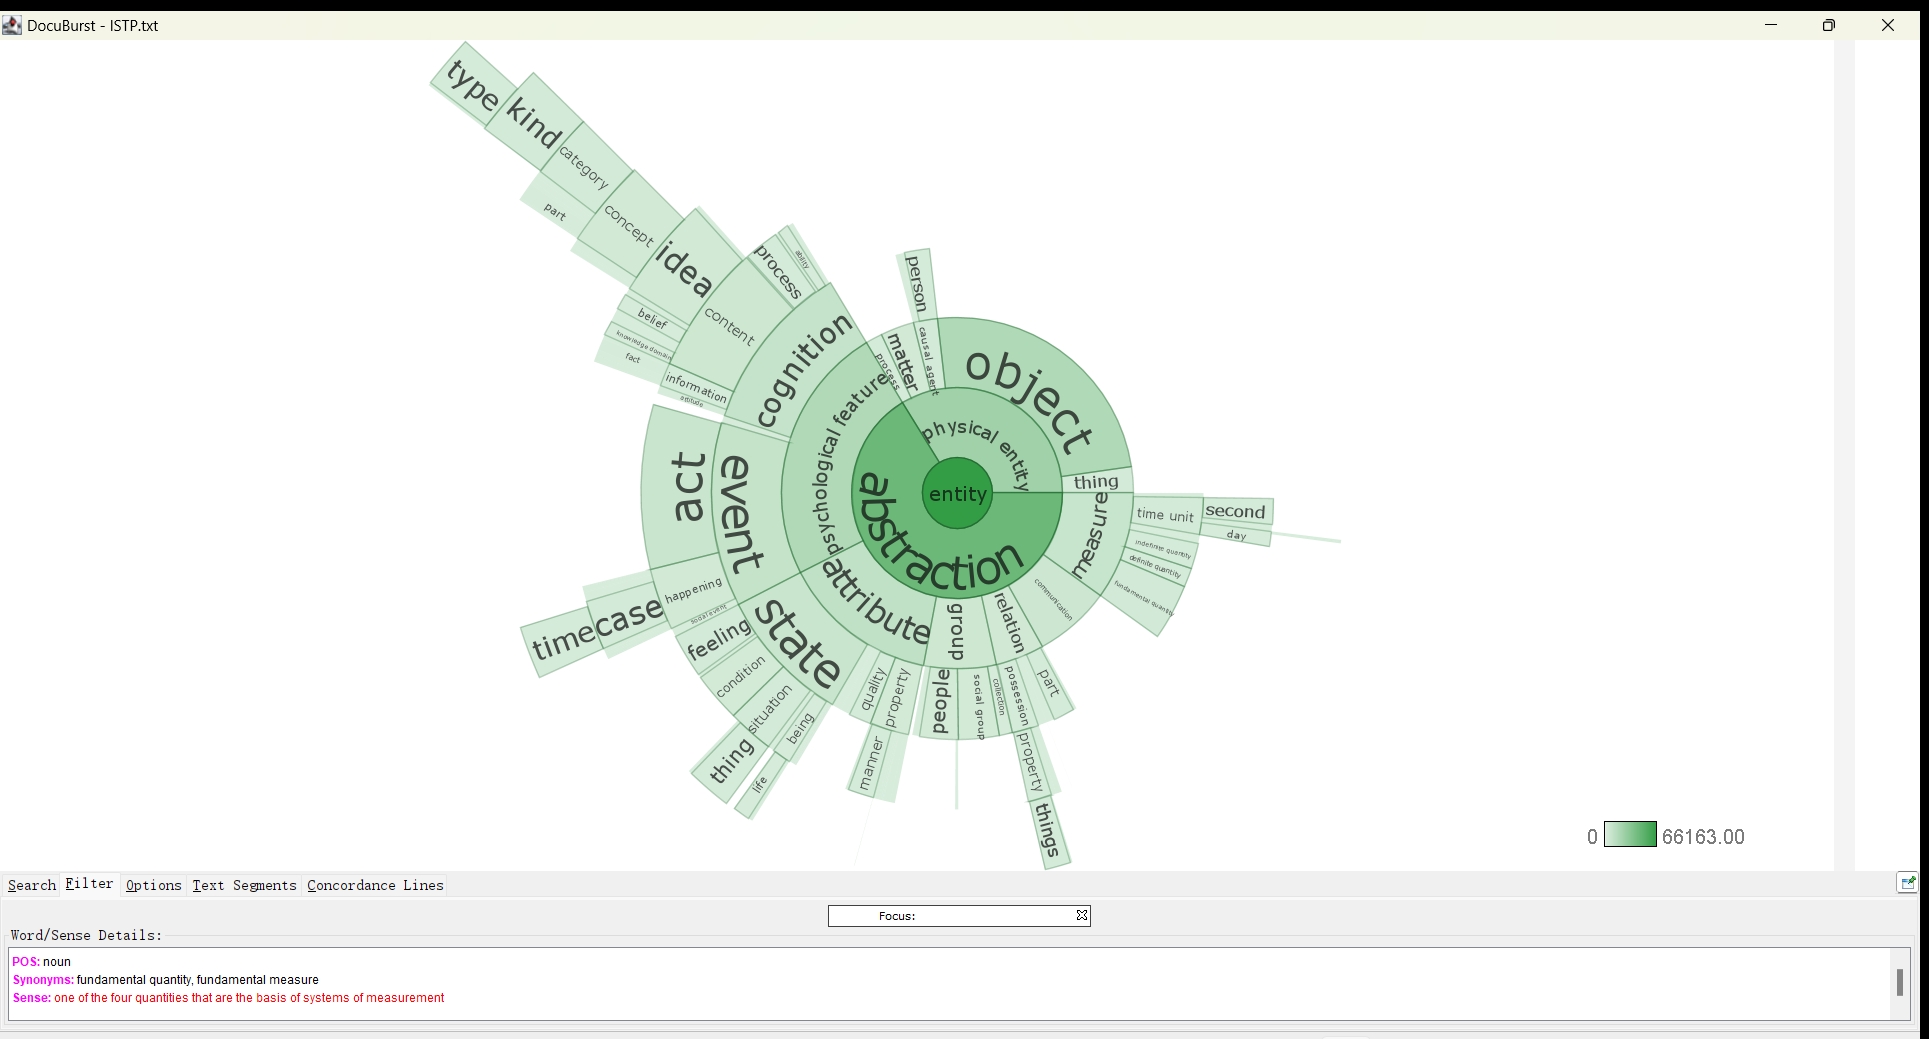 DocuBurst - ISTP.txt
type
kind
category
part
concept
idea
content
process
ability
belief
knowledge domain
fact
information
attitude
cognition
person
causal agent
matter
process
object
physical entity
thing
entity
abstraction
psychological feature
event
act
happening
social event
case
time
attribute
state
feeling
condition
situation
thing
being
life
quality
property
manner
group
people
social group
collection
relation
possession
property
things
part
communication
measure
time unit
second
day
indefinite quantity
definite quantity
fundamental quantity
0 66163.00
Search Filter Options Text Segments Concordance Lines
Focus:
Word/Sense Details:
POS: noun
Synonyms: fundamental quantity, fundamental measure
Sense: one of the four quantities that are the basis of systems of measurement